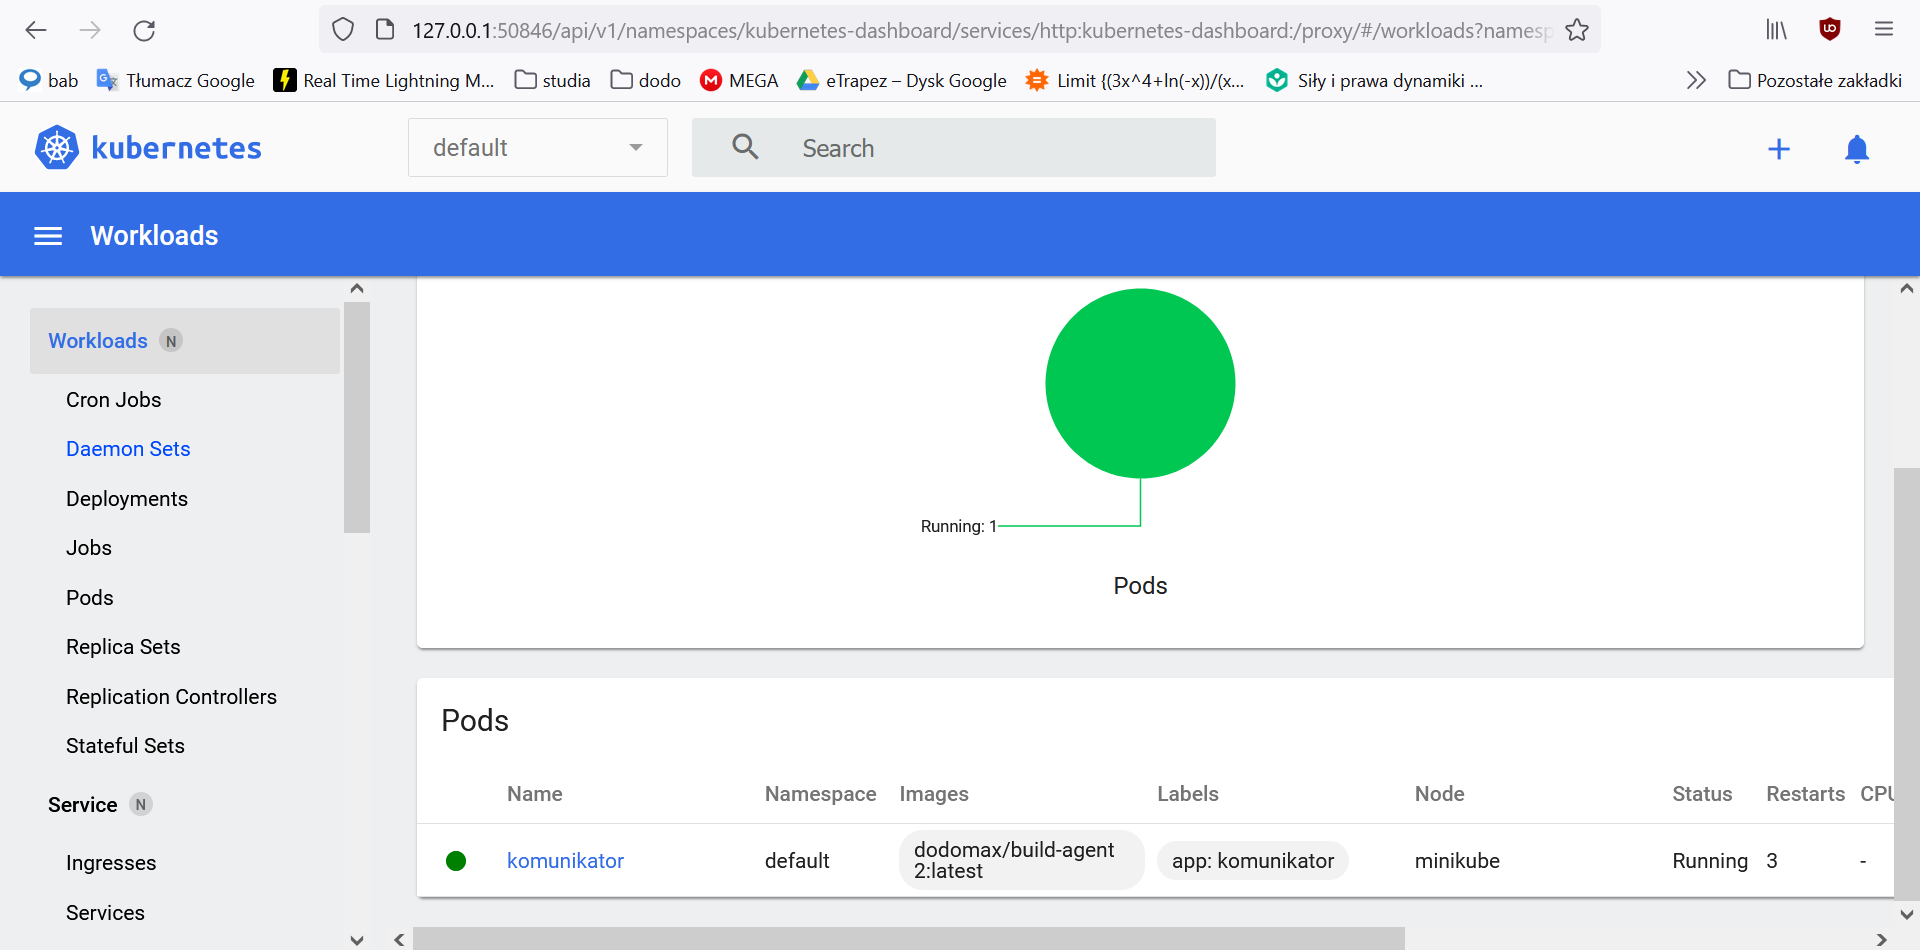 127.0.0.1:50846/api/v1/namespaces/kubernetes-dashboard/services/http:kubernetes-dashboard:/proxy/#/workloads?namesp
bab Tłumacz Google Real Time Lightning M... studia dodo MEGA eTrapez – Dysk Google Limit {(3x^4+ln(-x))/(x... Siły i prawa dynamiki ... Pozostałe zakładki
kubernetes default Search
Workloads
Workloads N
Cron Jobs
Daemon Sets
Deployments
Jobs
Pods
Replica Sets
Replication Controllers
Stateful Sets
Service N
Ingresses
Services
Running: 1
Pods
Pods
Name Namespace Images Labels Node Status Restarts CPU
komunikator default dodomax/build-agent app: komunikator minikube Running 3 -
2:latest